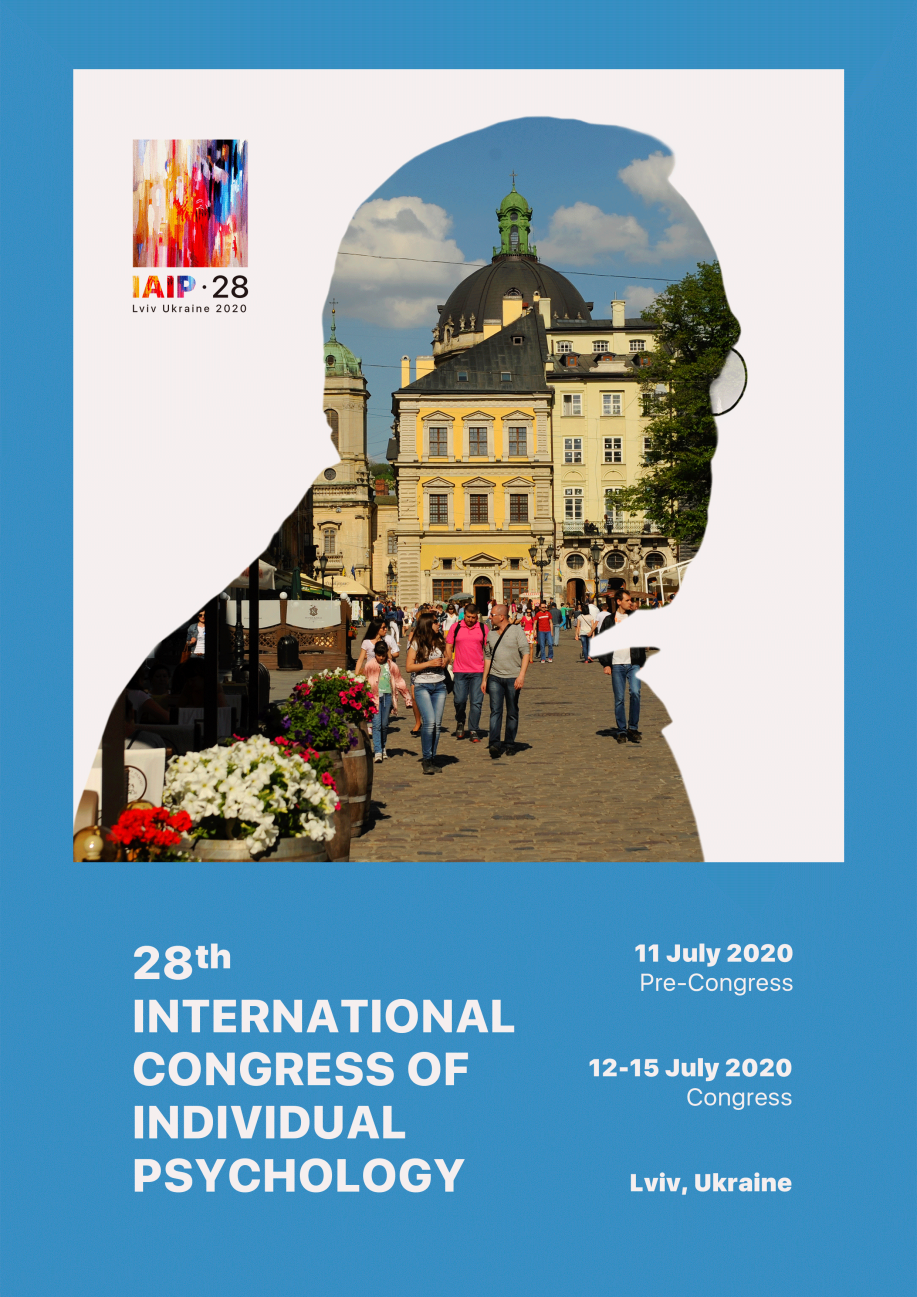 IAIP·28
Lviv Ukraine 2020
28th
INTERNATIONAL
CONGRESS OF
INDIVIDUAL
PSYCHOLOGY
11 July 2020
Pre-Congress
12-15 July 2020
Congress
Lviv, Ukraine